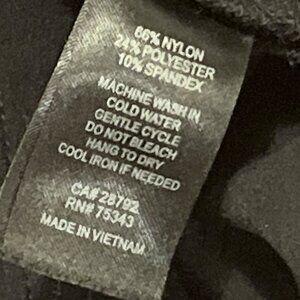 66% NYLON
24% POLYESTER
10% SPANDEX
MACHINE WASH IN
COLD WATER
GENTLE CYCLE
DO NOT BLEACH
HANG TO DRY
COOL IRON IF NEEDED
CA# 28792
RN# 75343
MADE IN VIETNAM